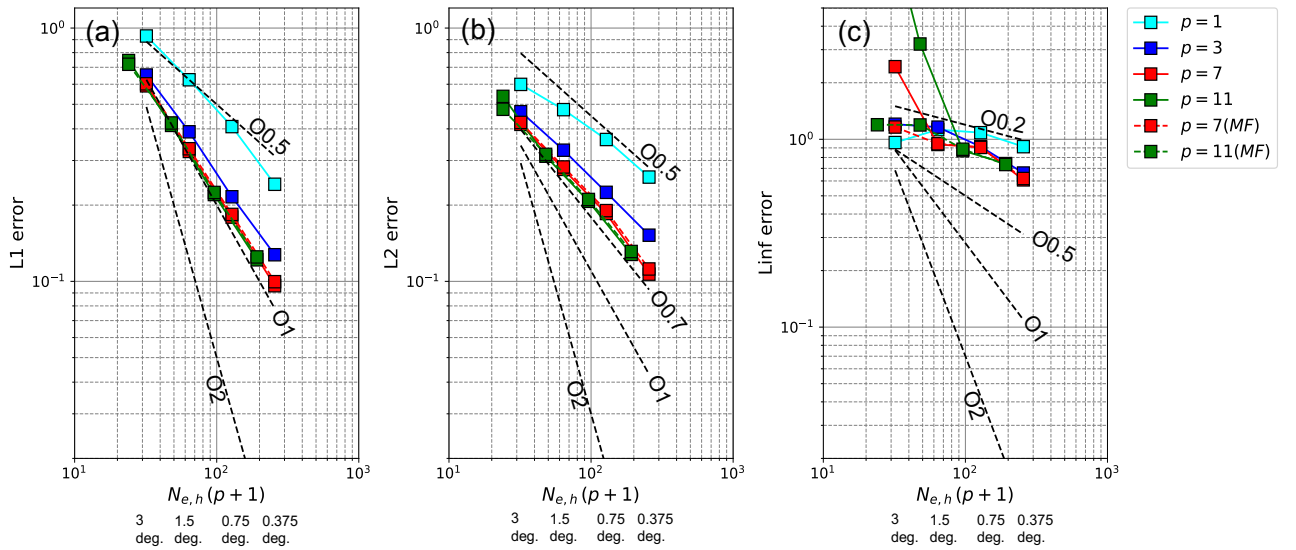 (a)
10⁰
10⁻¹
L1 error
O0.5
O1
O2
10¹
10²
10³
N_{e,h}(p+1)
3 deg.
1.5 deg.
0.75 deg.
0.375 deg.
(b)
10⁰
10⁻¹
L2 error
O0.5
O0.7
O1
O2
10¹
10²
10³
N_{e,h}(p+1)
3 deg.
1.5 deg.
0.75 deg.
0.375 deg.
(c)
10⁰
10⁻¹
Linf error
O0.2
O0.5
O1
O2
10¹
10²
10³
N_{e,h}(p+1)
3 deg.
1.5 deg.
0.75 deg.
0.375 deg.
p = 1
p = 3
p = 7
p = 11
p = 7(MF)
p = 11(MF)